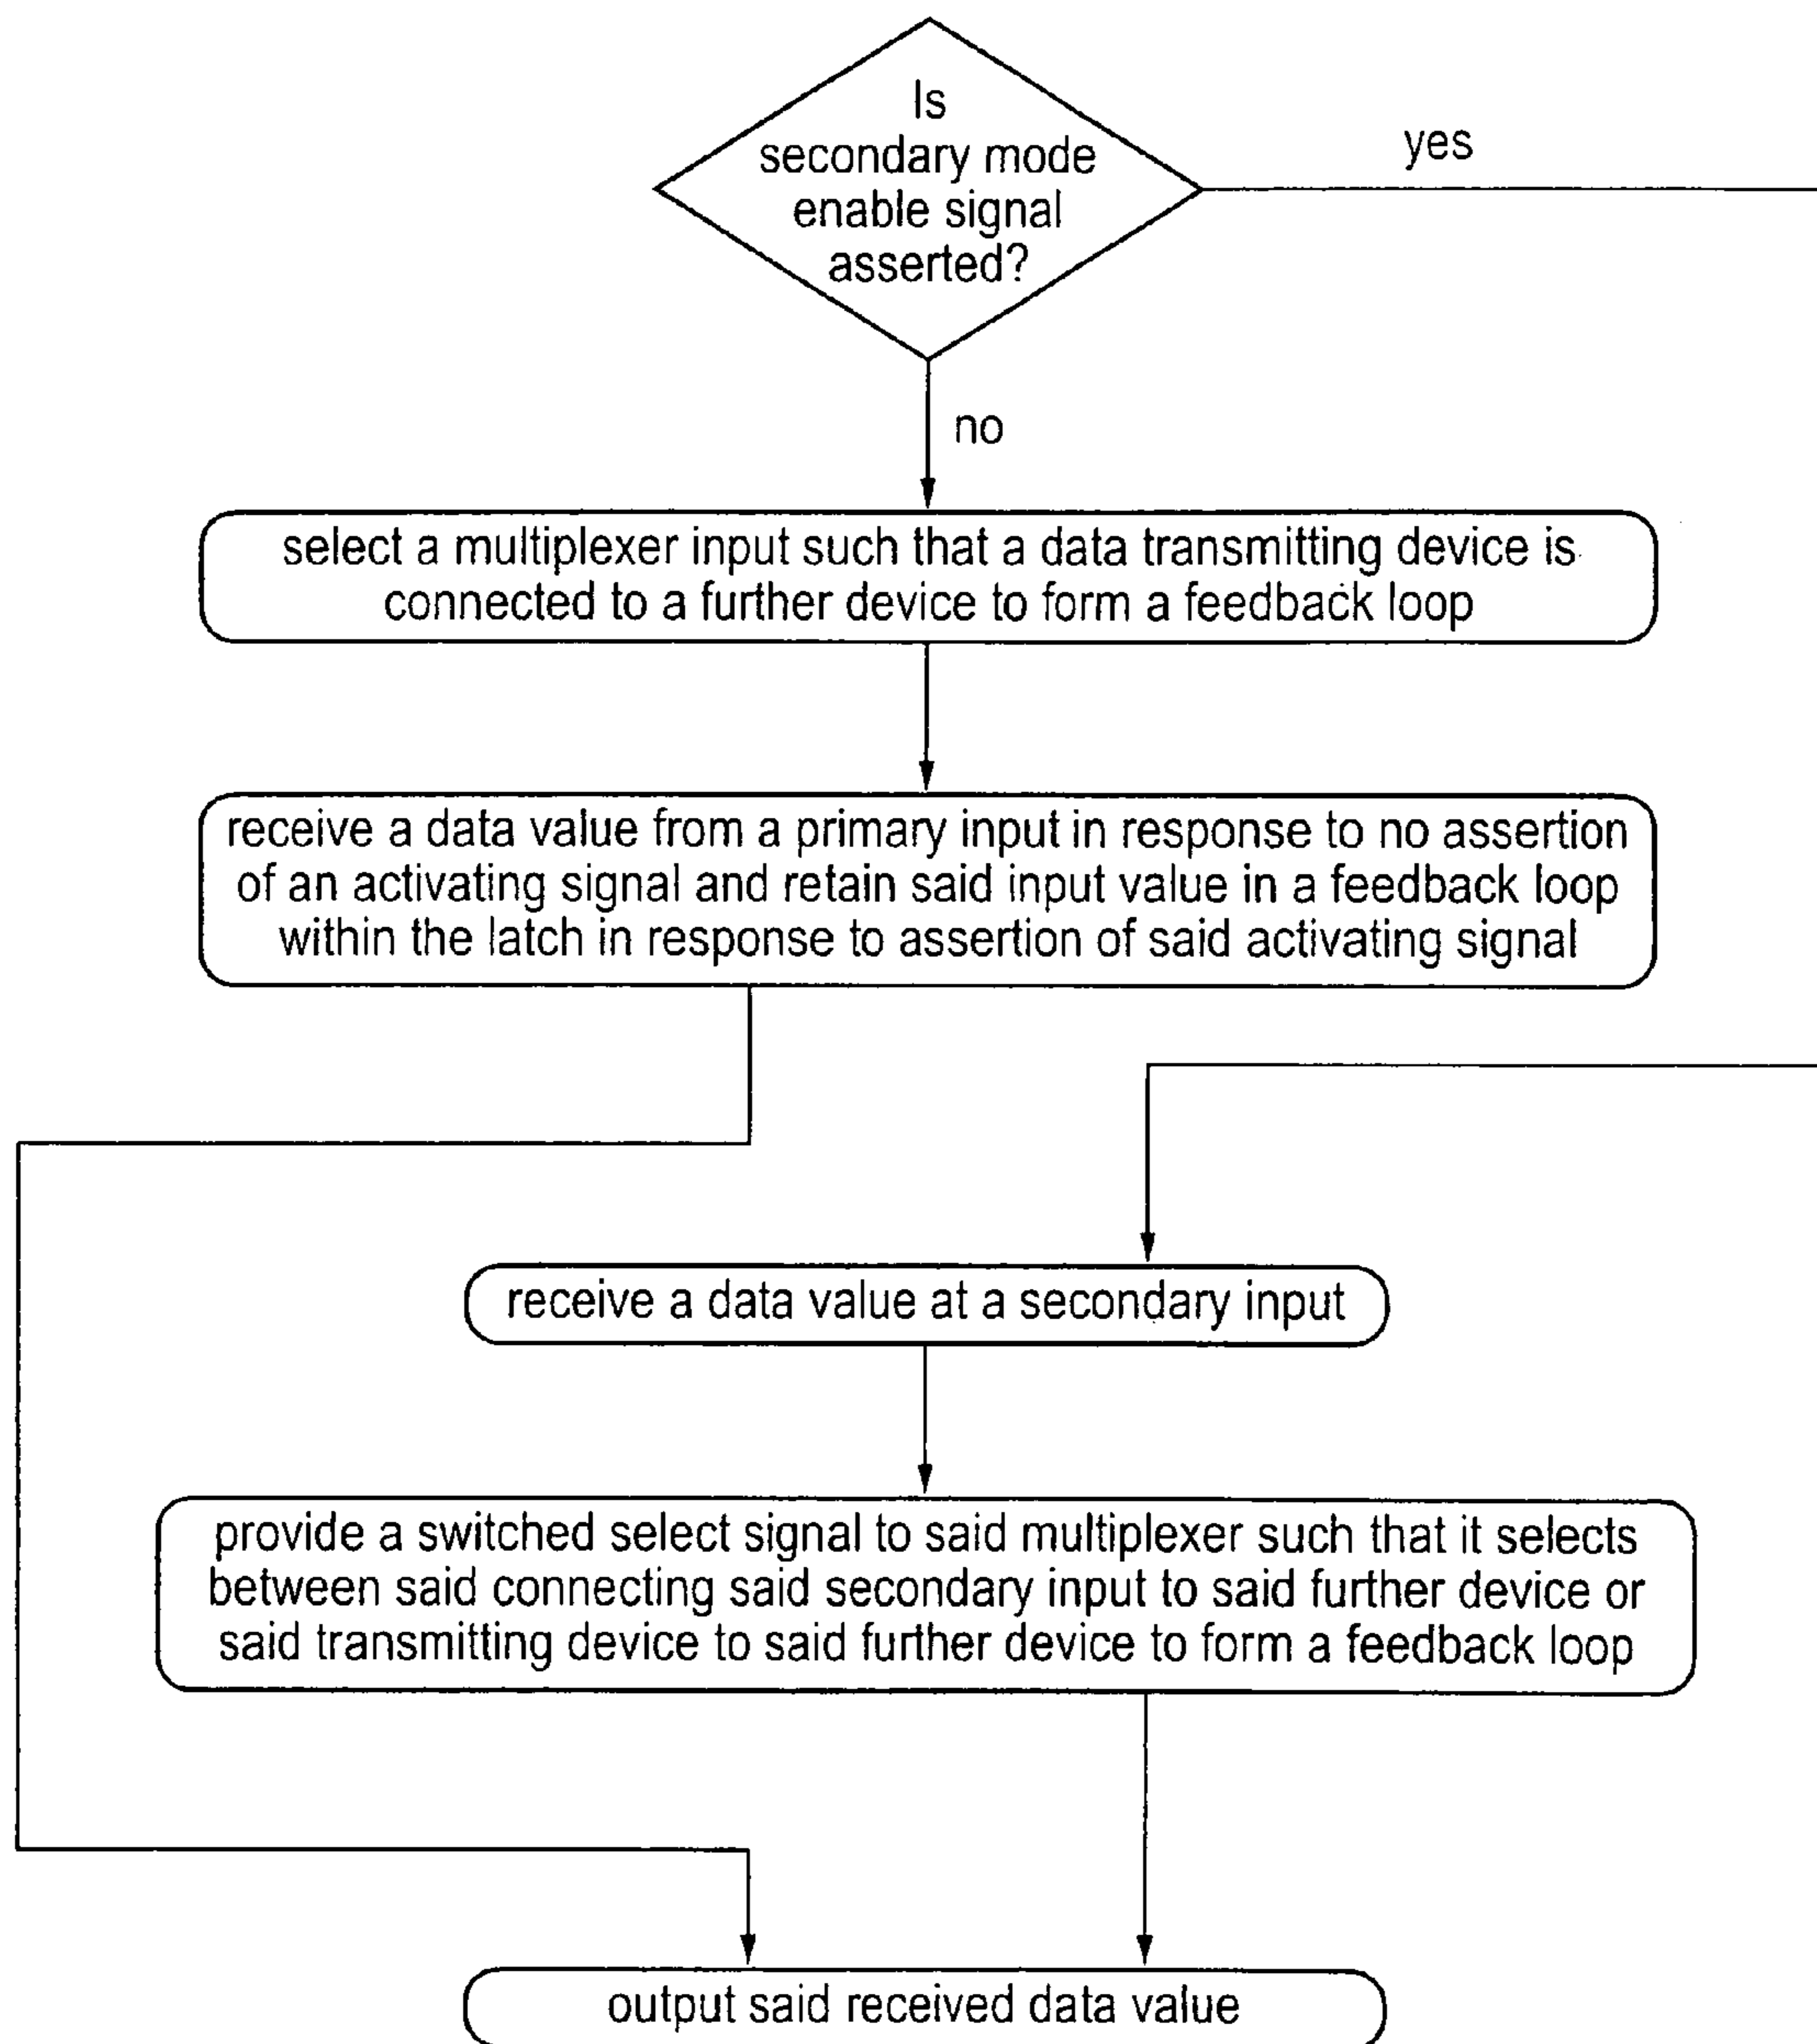 Is
secondary mode
enable signal
asserted?
yes
no
select a multiplexer input such that a data transmitting device is
connected to a further device to form a feedback loop
receive a data value from a primary input in response to no assertion
of an activating signal and retain said input value in a feedback loop
within the latch in response to assertion of said activating signal
receive a data value at a secondary input
provide a switched select signal to said multiplexer such that it selects
between said connecting said secondary input to said further device or
said transmitting device to said further device to form a feedback loop
output said received data value